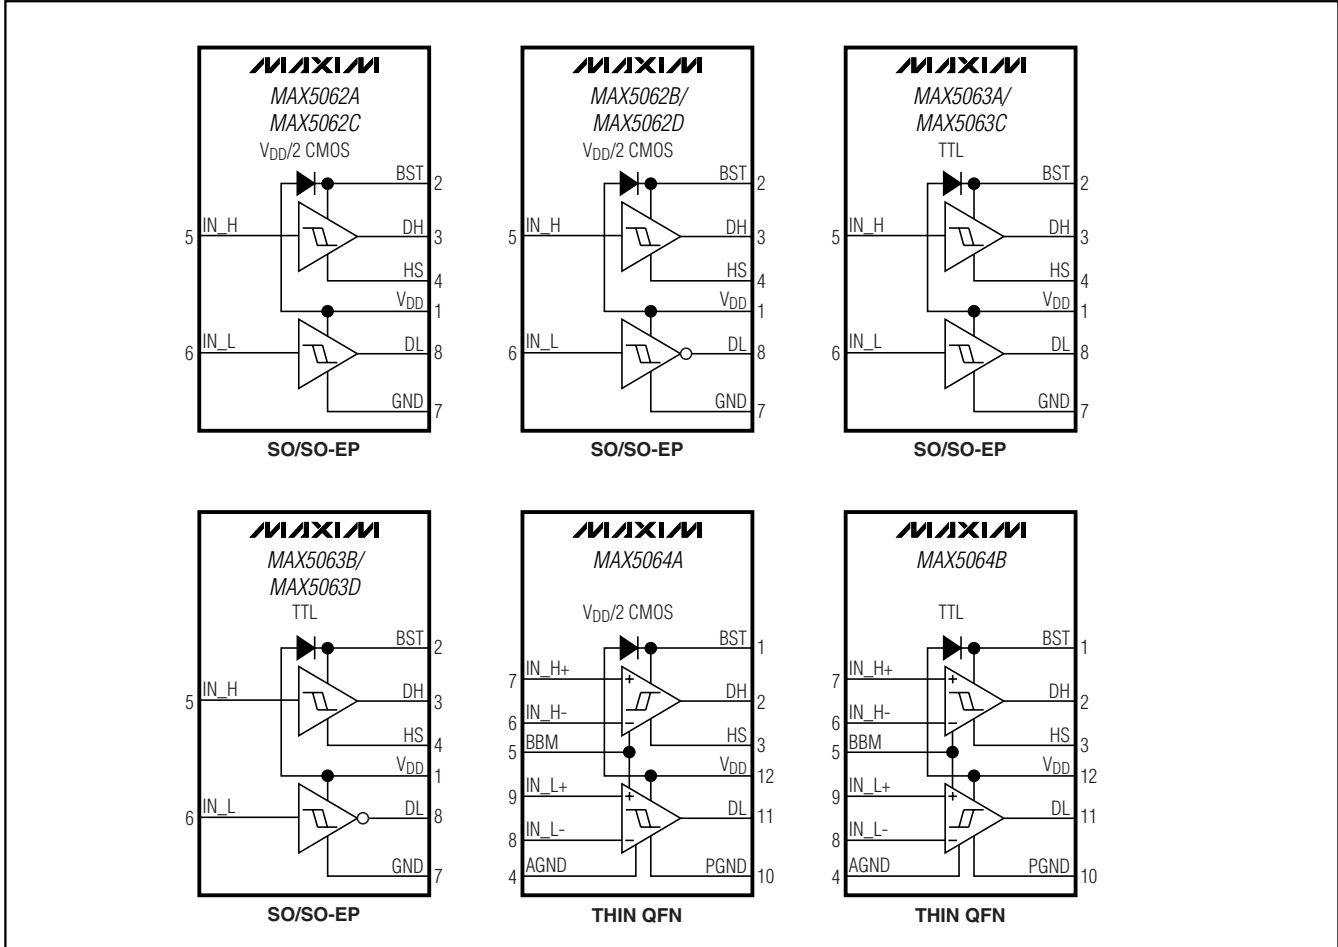 MAXIM
MAX5062A
MAX5062C
VDD/2 CMOS
BST 2
5 IN_H
DH 3
HS 4
VDD 1
6 IN_L
DL 8
GND 7
SO/SO-EP
MAXIM
MAX5062B/
MAX5062D
VDD/2 CMOS
BST 2
5 IN_H
DH 3
HS 4
VDD 1
6 IN_L
DL 8
GND 7
SO/SO-EP
MAXIM
MAX5063A/
MAX5063C
TTL
BST 2
5 IN_H
DH 3
HS 4
VDD 1
6 IN_L
DL 8
GND 7
SO/SO-EP
MAXIM
MAX5063B/
MAX5063D
TTL
BST 2
5 IN_H
DH 3
HS 4
VDD 1
6 IN_L
DL 8
GND 7
SO/SO-EP
MAXIM
MAX5064A
VDD/2 CMOS
BST 1
7 IN_H+
+
DH 2
6 IN_H-
−
HS 3
5 BBM
VDD 12
9 IN_L+
+
DL 11
8 IN_L-
−
4 AGND
PGND 10
THIN QFN
MAXIM
MAX5064B
TTL
BST 1
7 IN_H+
+
DH 2
6 IN_H-
−
HS 3
5 BBM
VDD 12
9 IN_L+
+
DL 11
8 IN_L-
−
4 AGND
PGND 10
THIN QFN